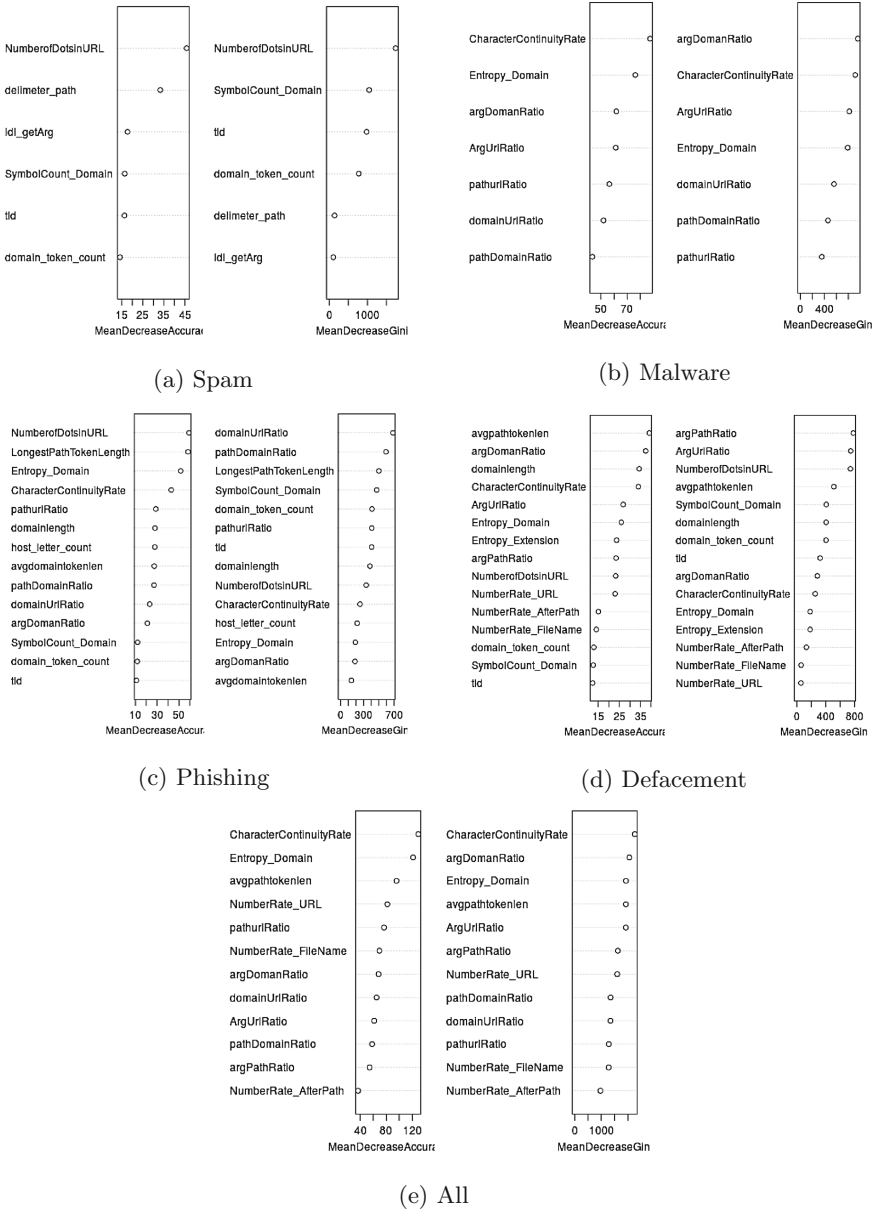 NumberofDotsinURL
delimeter_path
ldl_getArg
SymbolCount_Domain
tld
domain_token_count
15 25 35 45
MeanDecreaseAccura
NumberofDotsinURL
SymbolCount_Domain
tld
domain_token_count
delimeter_path
ldl_getArg
0 1000
MeanDecreaseGini
(a) Spam
CharacterContinuityRate
Entropy_Domain
argDomanRatio
ArgUrlRatio
pathurlRatio
domainUrlRatio
pathDomainRatio
50 70
MeanDecreaseAccura
argDomanRatio
CharacterContinuityRate
ArgUrlRatio
Entropy_Domain
domainUrlRatio
pathDomainRatio
pathurlRatio
0 400
MeanDecreaseGini
(b) Malware
NumberofDotsinURL
LongestPathTokenLength
Entropy_Domain
CharacterContinuityRate
pathurlRatio
domainlength
host_letter_count
avgdomaintokenlen
pathDomainRatio
domainUrlRatio
argDomanRatio
SymbolCount_Domain
domain_token_count
tld
10 30 50
MeanDecreaseAccura
domainUrlRatio
pathDomainRatio
LongestPathTokenLength
SymbolCount_Domain
domain_token_count
pathurlRatio
tld
domainlength
NumberofDotsinURL
CharacterContinuityRate
host_letter_count
Entropy_Domain
argDomanRatio
avgdomaintokenlen
0 300 700
MeanDecreaseGini
(c) Phishing
avgpathtokenlen
argDomanRatio
domainlength
CharacterContinuityRate
ArgUrlRatio
Entropy_Domain
Entropy_Extension
argPathRatio
NumberofDotsinURL
NumberRate_URL
NumberRate_AfterPath
NumberRate_FileName
domain_token_count
SymbolCount_Domain
tld
15 25 35
MeanDecreaseAccura
argPathRatio
ArgUrlRatio
NumberofDotsinURL
avgpathtokenlen
SymbolCount_Domain
domainlength
domain_token_count
tld
argDomanRatio
CharacterContinuityRate
Entropy_Domain
Entropy_Extension
NumberRate_AfterPath
NumberRate_FileName
NumberRate_URL
0 400 800
MeanDecreaseGini
(d) Defacement
CharacterContinuityRate
Entropy_Domain
avgpathtokenlen
NumberRate_URL
pathurlRatio
NumberRate_FileName
argDomanRatio
domainUrlRatio
ArgUrlRatio
pathDomainRatio
argPathRatio
NumberRate_AfterPath
40 80 120
MeanDecreaseAccura
CharacterContinuityRate
argDomanRatio
Entropy_Domain
avgpathtokenlen
ArgUrlRatio
argPathRatio
NumberRate_URL
pathDomainRatio
domainUrlRatio
pathurlRatio
NumberRate_FileName
NumberRate_AfterPath
0 1000
MeanDecreaseGini
(e) All